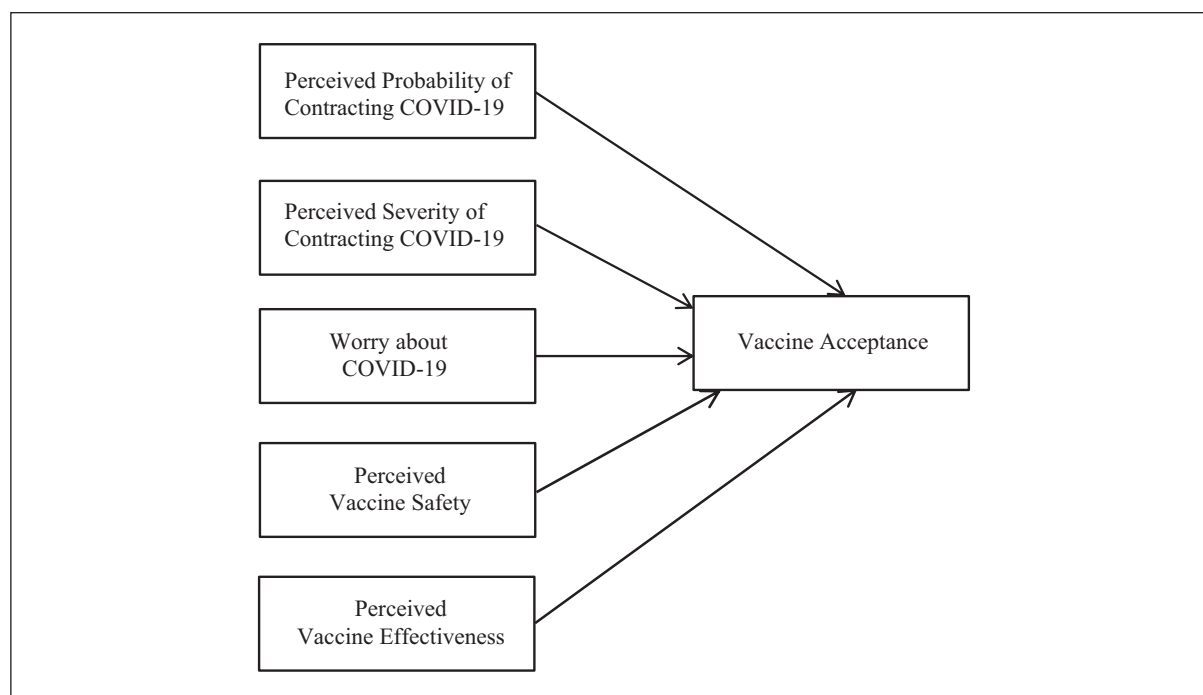 Perceived Probability of
Contracting COVID-19
Perceived Severity of
Contracting COVID-19
Worry about
COVID-19
Vaccine Acceptance
Perceived
Vaccine Safety
Perceived
Vaccine Effectiveness